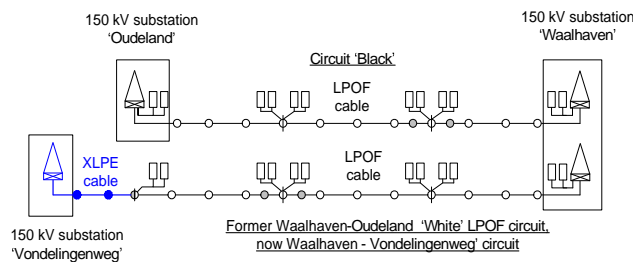 150 kV substation
'Oudeland'
150 kV substation
'Waalhaven'
Circuit 'Black'
LPOF
cable
XLPE
cable
LPOF
cable
150 kV substation
'Vondelingenweg'
Former Waalhaven-Oudeland 'White' LPOF circuit,
now Waalhaven - Vondelingenweg' circuit